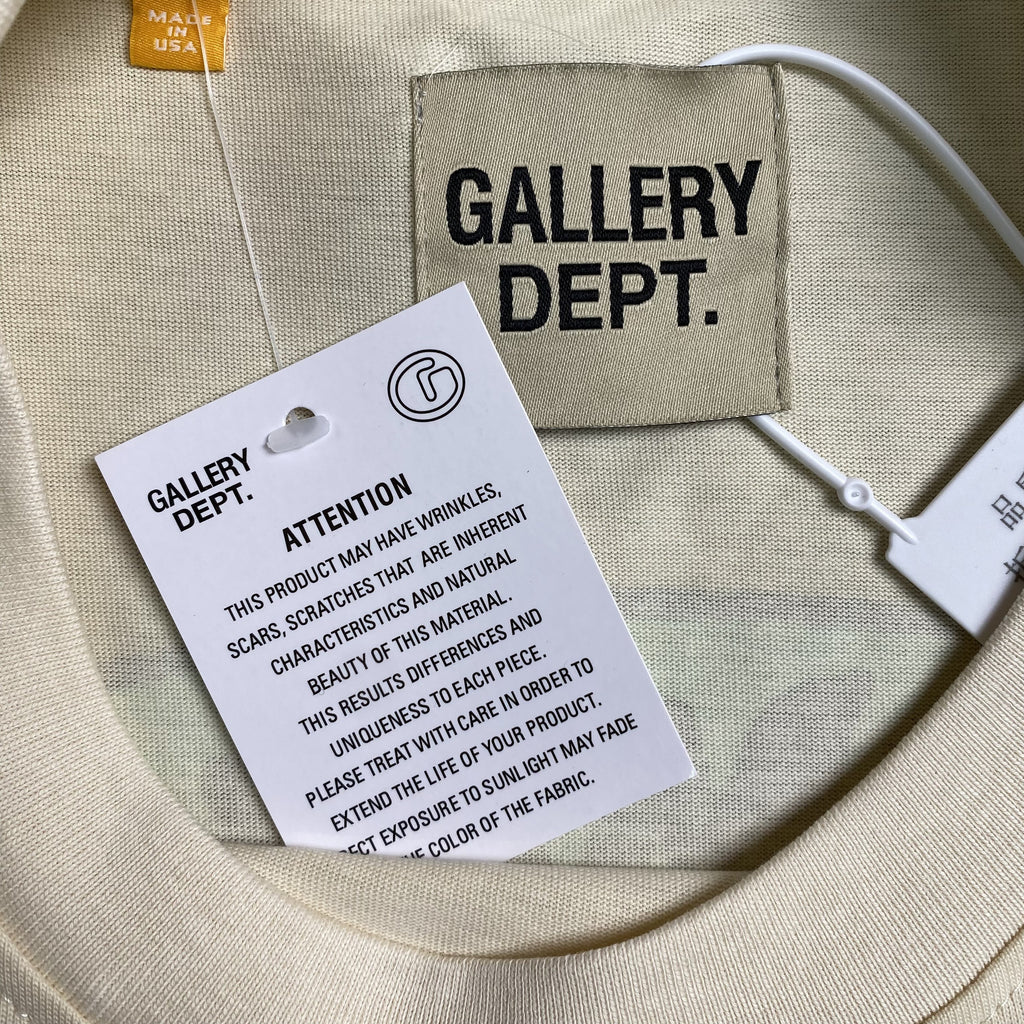 MADE
IN
USA
GALLERY
DEPT.
GALLERY
DEPT.
ATTENTION
THIS PRODUCT MAY HAVE WRINKLES,
SCARS, SCRATCHES THAT ARE INHERENT
CHARACTERISTICS AND NATURAL
BEAUTY OF THIS MATERIAL.
THIS RESULTS DIFFERENCES AND
UNIQUENESS TO EACH PIECE.
PLEASE TREAT WITH CARE IN ORDER TO
EXTEND THE LIFE OF YOUR PRODUCT.
EXPOSURE TO SUNLIGHT MAY FADE
COLOR OF THE FABRIC.
品